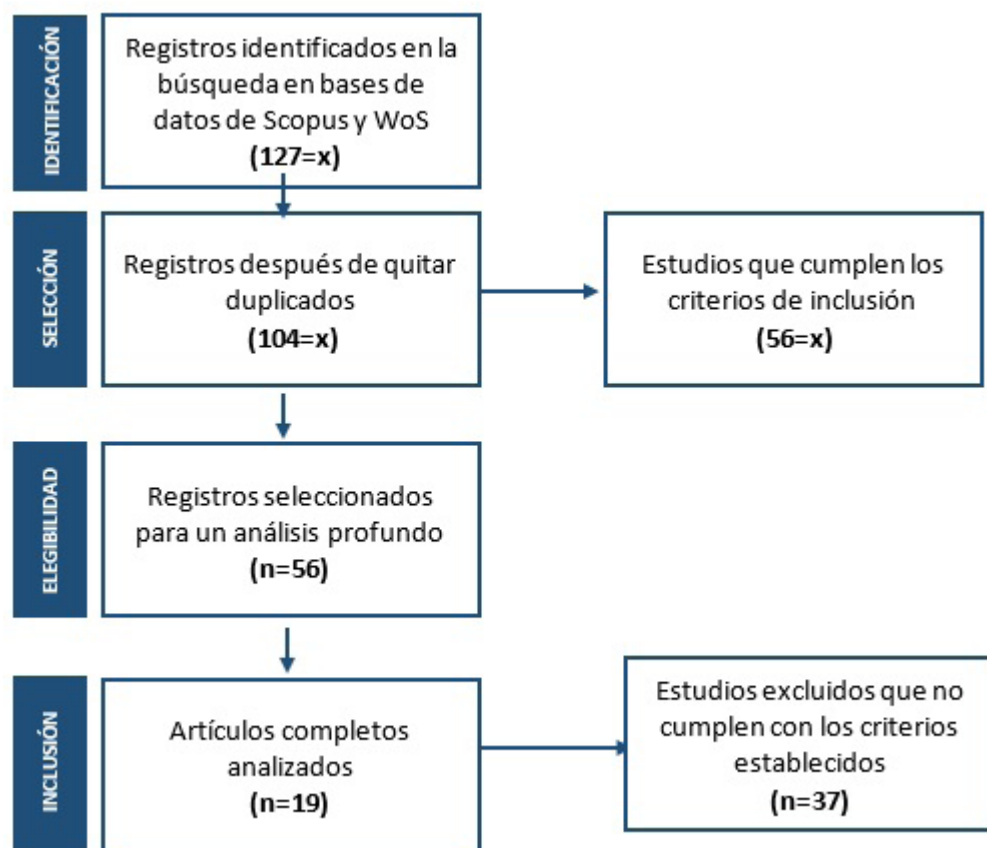 IDENTIFICACIÓN
Registros identificados en la
búsqueda en bases de
datos de Scopus y WoS
(127=x)
SELECCIÓN
Registros después de quitar
duplicados
(104=x)
Estudios que cumplen los
criterios de inclusión
(56=x)
ELEGIBILIDAD
Registros seleccionados
para un análisis profundo
(n=56)
INCLUSIÓN
Artículos completos
analizados
(n=19)
Estudios excluidos que no
cumplen con los criterios
establecidos
(n=37)